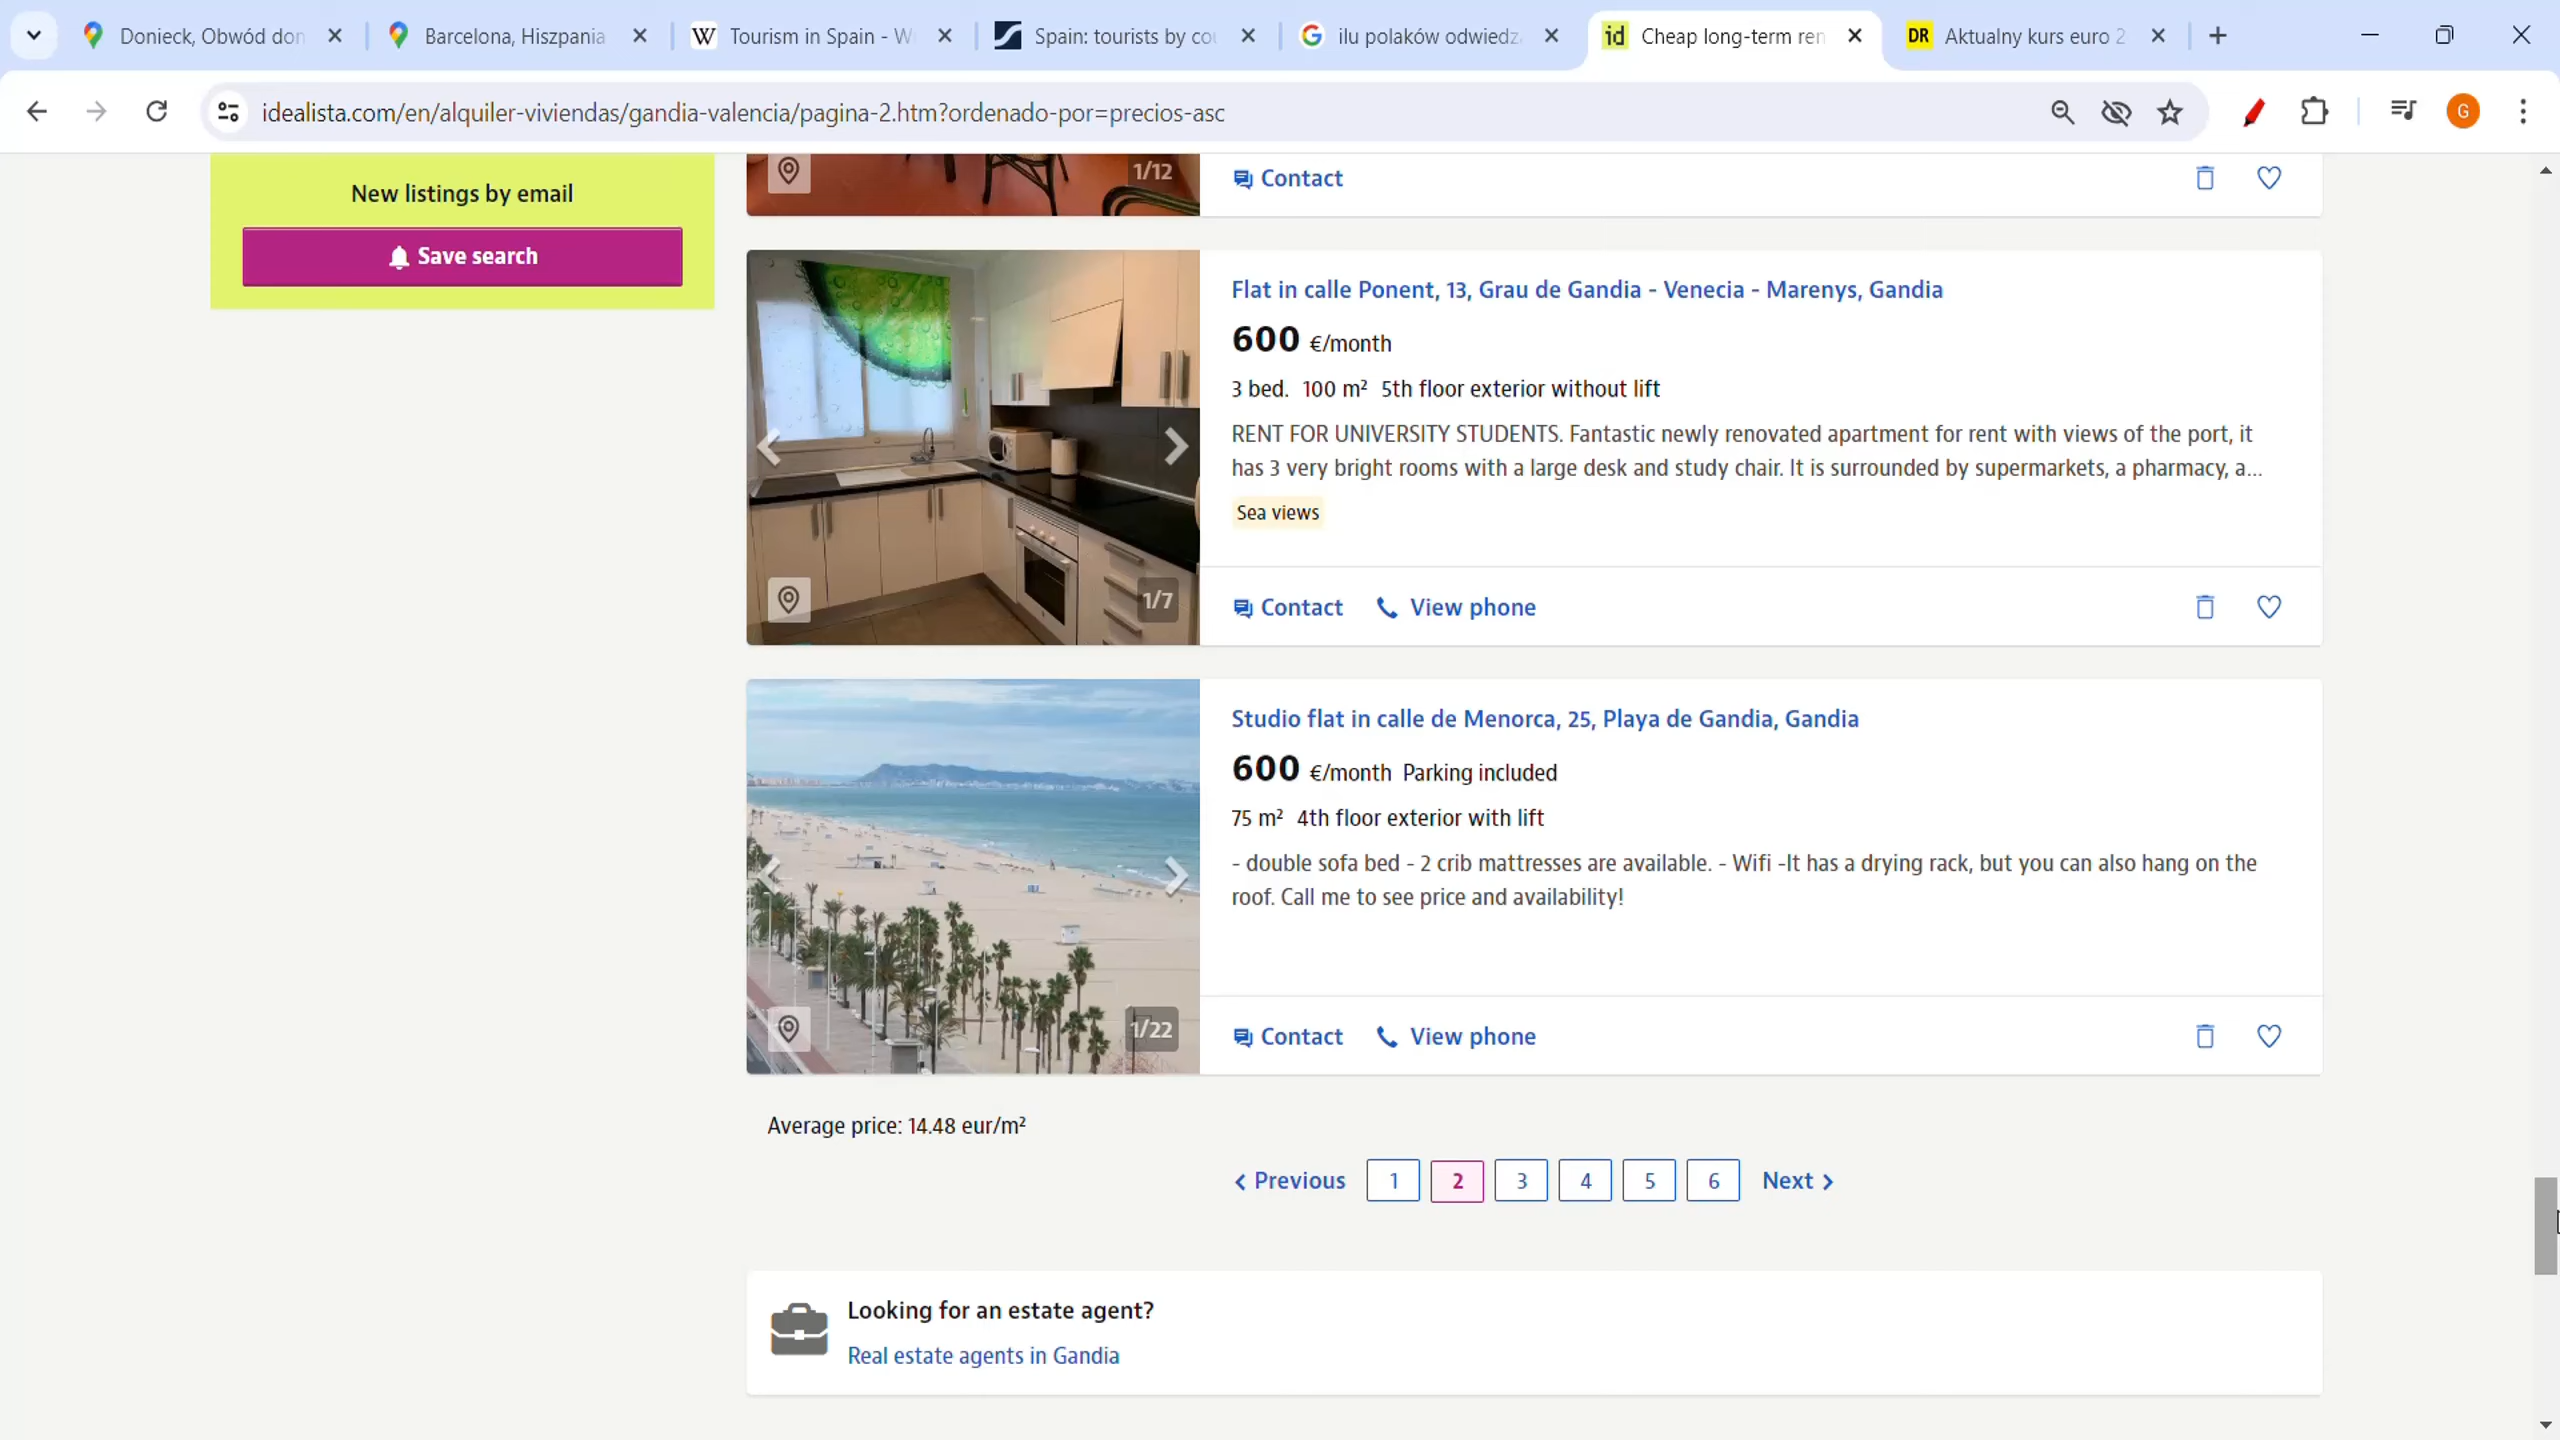 Donieck, Obwód don
Barcelona, Hiszpania
W
Tourism in Spain - W
Spain: tourists by cou
G
ilu polaków odwiedza
id
Cheap long-term ren
DR
Aktualny kurs euro 2
idealista.com/en/alquiler-viviendas/gandia-valencia/pagina-2.htm?ordenado-por=precios-asc
G
New listings by email
Save search
1/12
Contact
Flat in calle Ponent, 13, Grau de Gandia - Venecia - Marenys, Gandia
600 €/month
3 bed. 100 m² 5th floor exterior without lift
RENT FOR UNIVERSITY STUDENTS. Fantastic newly renovated apartment for rent with views of the port, it
has 3 very bright rooms with a large desk and study chair. It is surrounded by supermarkets, a pharmacy, a...
Sea views
1/7
Contact
View phone
Studio flat in calle de Menorca, 25, Playa de Gandia, Gandia
600 €/month Parking included
75 m² 4th floor exterior with lift
- double sofa bed - 2 crib mattresses are available. - Wifi -It has a drying rack, but you can also hang on the
roof. Call me to see price and availability!
1/22
Contact
View phone
Average price: 14.48 eur/m²
Previous 1 2 3 4 5 6 Next
Looking for an estate agent?
Real estate agents in Gandia